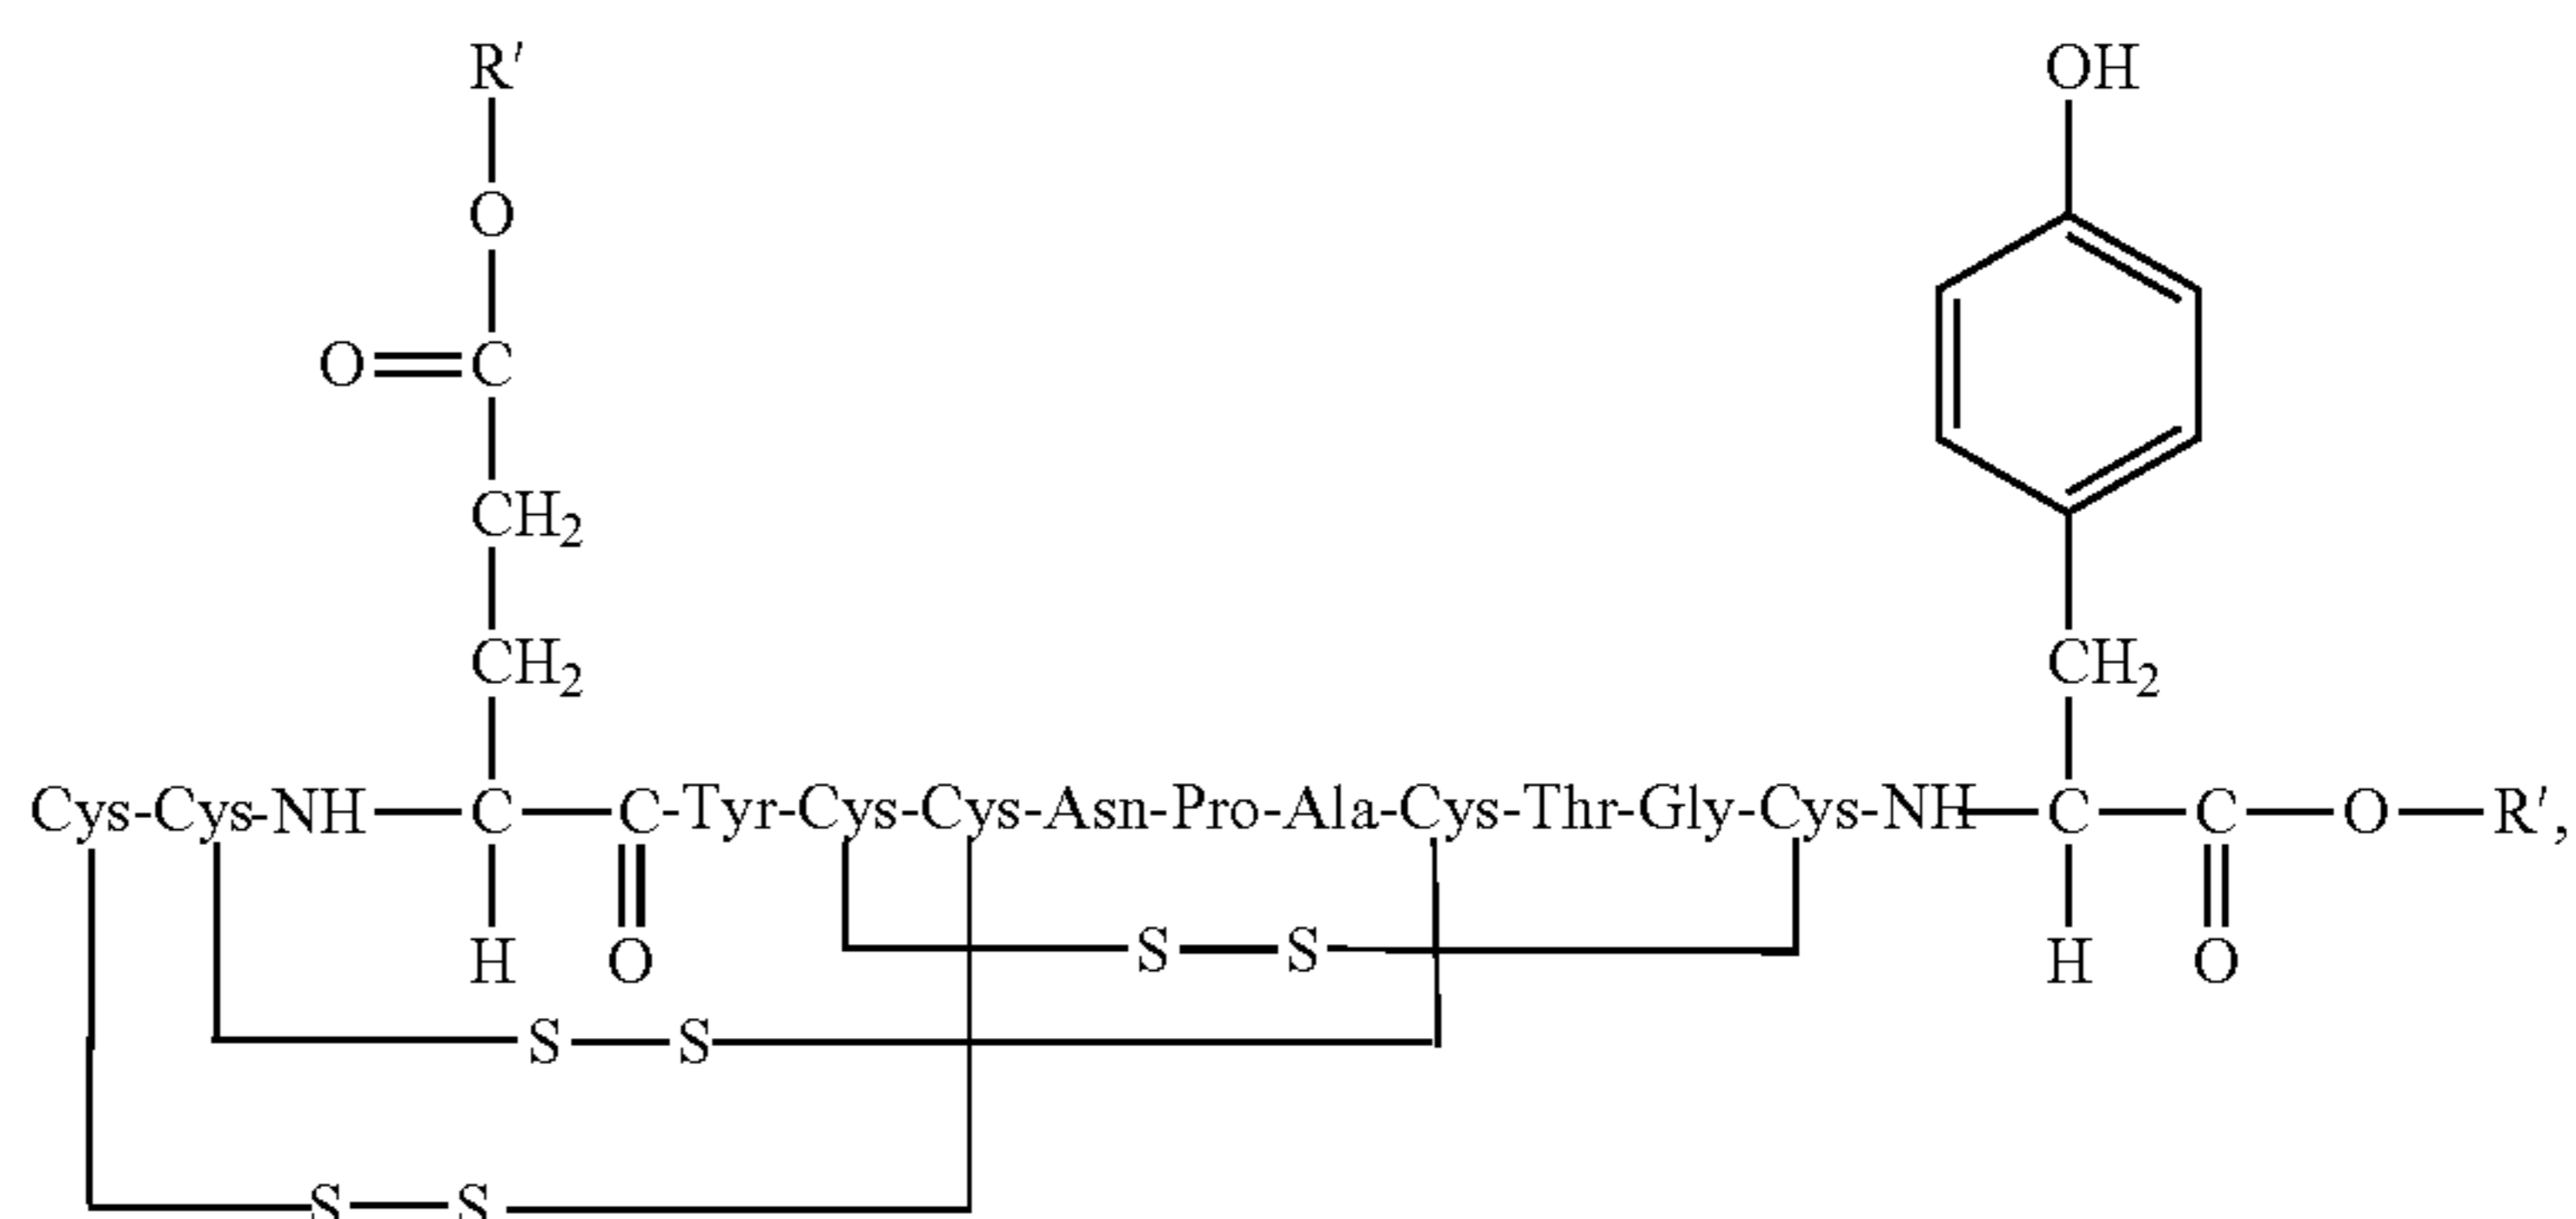 R′ OH
O
O C
CH2
CH2 CH2
Cys-Cys-NH C C-Tyr-Cys-Cys-Asn-Pro-Ala-Cys-Thr-Gly-Cys-NH C C O R′,
H O S S H O
S S
S S